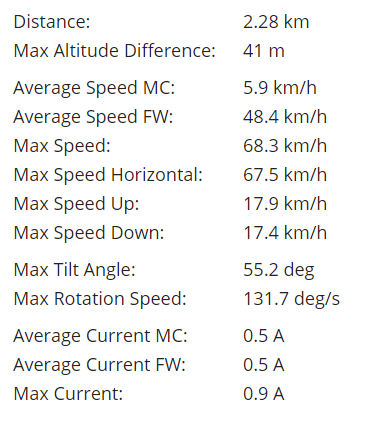 Distance: 2.28 km
Max Altitude Difference: 41 m
Average Speed MC: 5.9 km/h
Average Speed FW: 48.4 km/h
Max Speed: 68.3 km/h
Max Speed Horizontal: 67.5 km/h
Max Speed Up: 17.9 km/h
Max Speed Down: 17.4 km/h
Max Tilt Angle: 55.2 deg
Max Rotation Speed: 131.7 deg/s
Average Current MC: 0.5 A
Average Current FW: 0.5 A
Max Current: 0.9 A